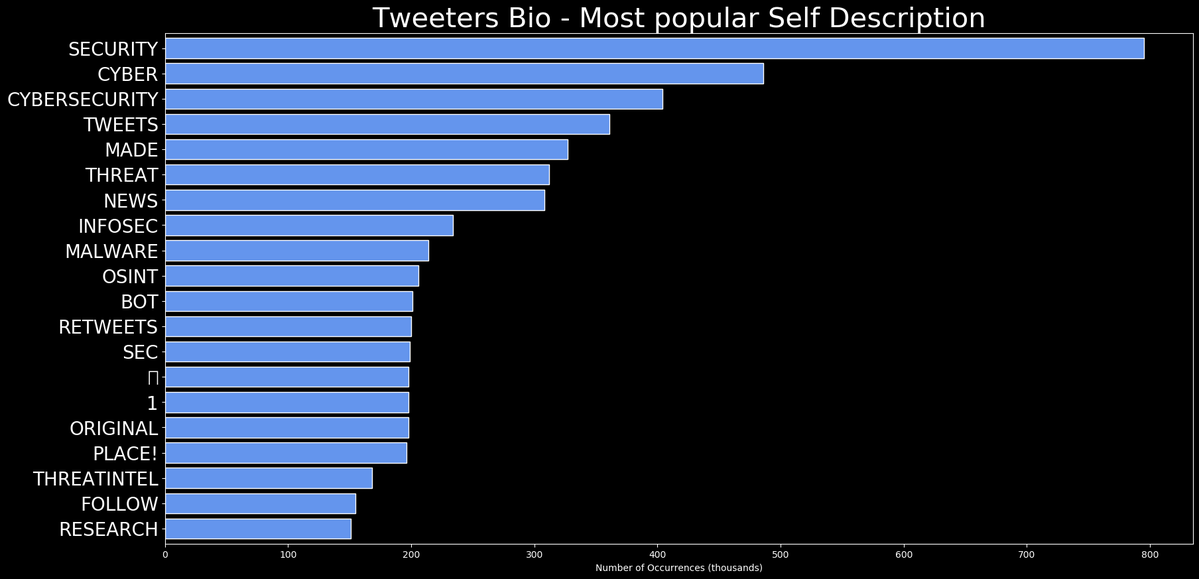 Tweeters Bio - Most popular Self Description
SECURITY
CYBER
CYBERSECURITY
TWEETS
MADE
THREAT
NEWS
INFOSEC
MALWARE
OSINT
BOT
RETWEETS
SEC
1
ORIGINAL
PLACE!
THREATINTEL
FOLLOW
RESEARCH
0 100 200 300 400 500 600 700 800
Number of Occurrences (thousands)